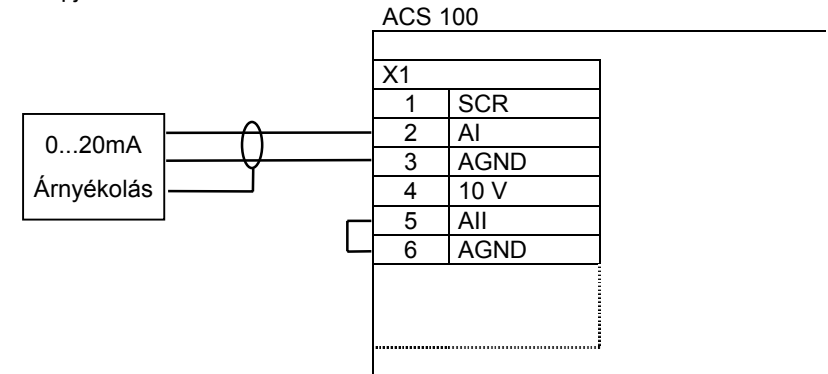 ACS 100
X1
1 SCR
2 AI
3 AGND
4 10 V
5 AII
6 AGND
0...20mA
Árnyékolás